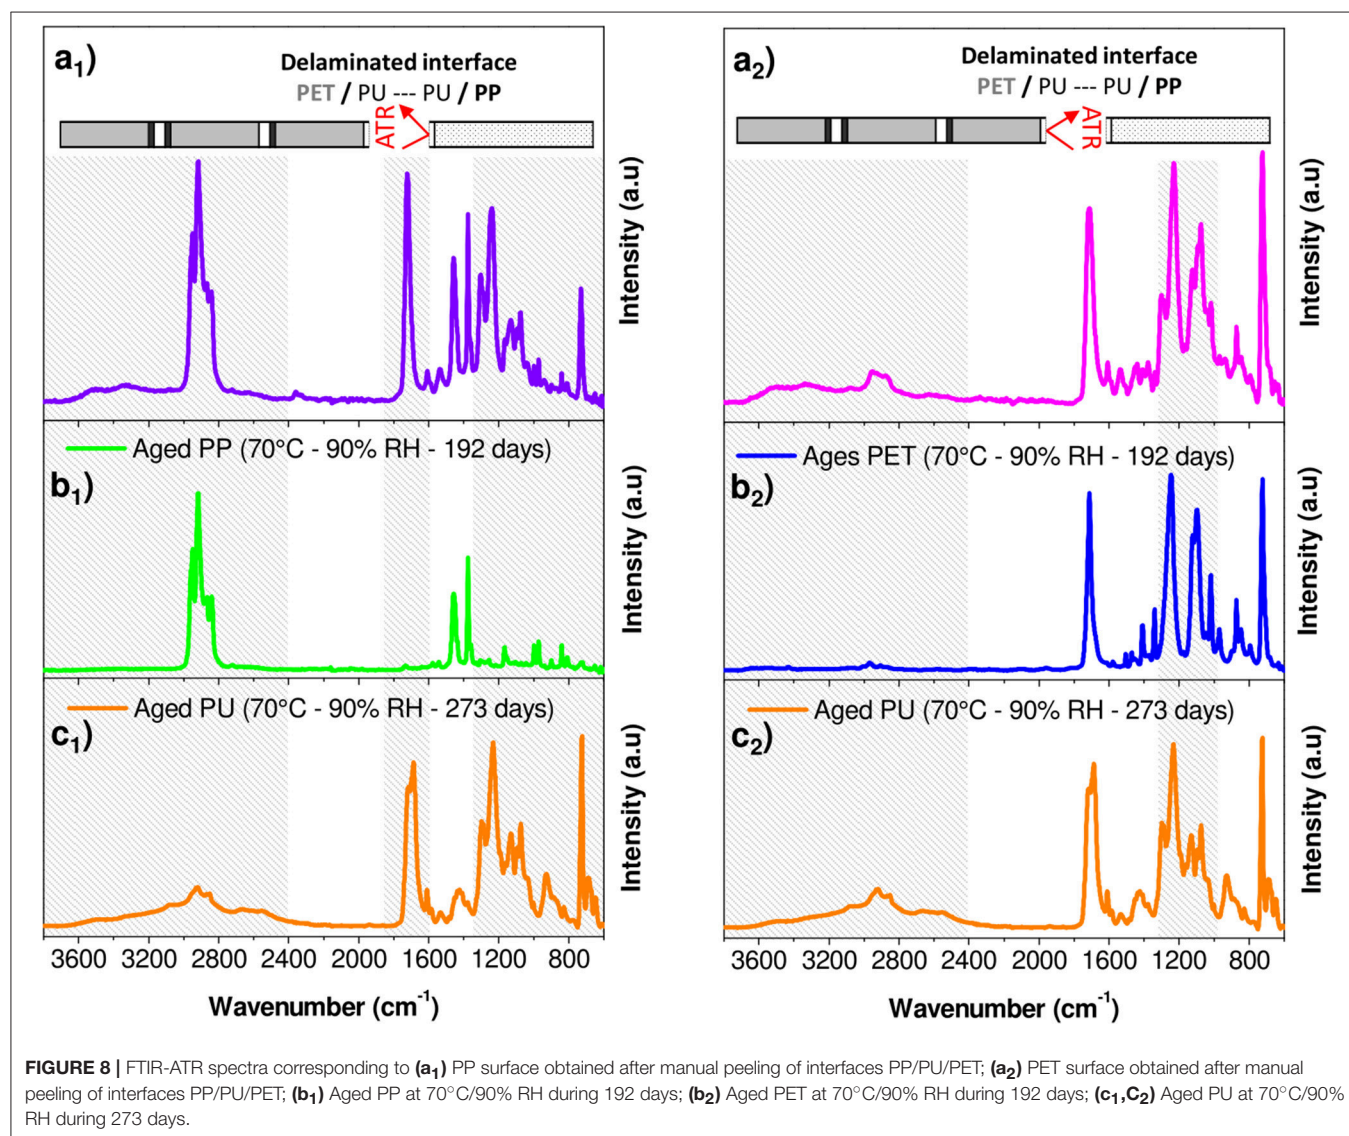 a1)
Delaminated interface
PET / PU --- PU / PP
ATR
Intensity (a.u)
Aged PP (70°C - 90% RH - 192 days)
b1)
Intensity (a.u)
Aged PU (70°C - 90% RH - 273 days)
c1)
Intensity (a.u)
3600 2800 2000 1600 1200 800
Wavenumber (cm-1)
a2)
Delaminated interface
PET / PU --- PU / PP
ATR
Intensity (a.u)
Ages PET (70°C - 90% RH - 192 days)
b2)
Intensity (a.u)
Aged PU (70°C - 90% RH - 273 days)
c2)
Intensity (a.u)
3600 2800 2000 1600 1200 800
Wavenumber (cm-1)
FIGURE 8 | FTIR-ATR spectra corresponding to (a1) PP surface obtained after manual peeling of interfaces PP/PU/PET; (a2) PET surface obtained after manual
peeling of interfaces PP/PU/PET; (b1) Aged PP at 70°C/90% RH during 192 days; (b2) Aged PET at 70°C/90% RH during 192 days; (c1,C2) Aged PU at 70°C/90%
RH during 273 days.